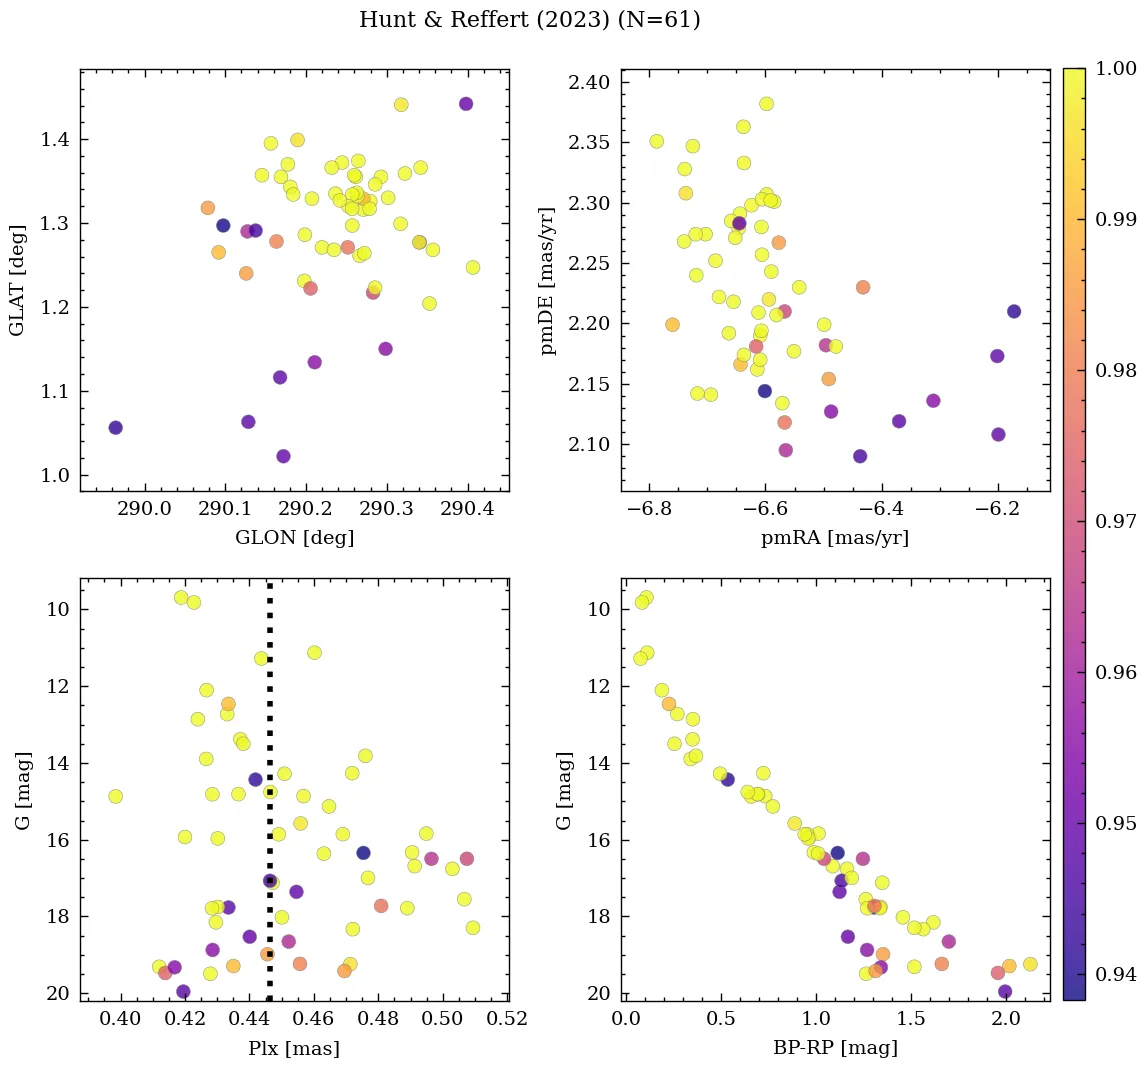 Hunt & Reffert (2023) (N=61)
1.4
1.3
1.2
1.1
1.0
GLAT [deg]
290.0 290.1 290.2 290.3 290.4
GLON [deg]
2.40
2.35
2.30
2.25
2.20
2.15
2.10
pmDE [mas/yr]
−6.8 −6.6 −6.4 −6.2
pmRA [mas/yr]
10
12
14
16
18
20
G [mag]
0.40 0.42 0.44 0.46 0.48 0.50 0.52
Plx [mas]
10
12
14
16
18
20
G [mag]
0.0 0.5 1.0 1.5 2.0
BP-RP [mag]
1.00
0.99
0.98
0.97
0.96
0.95
0.94